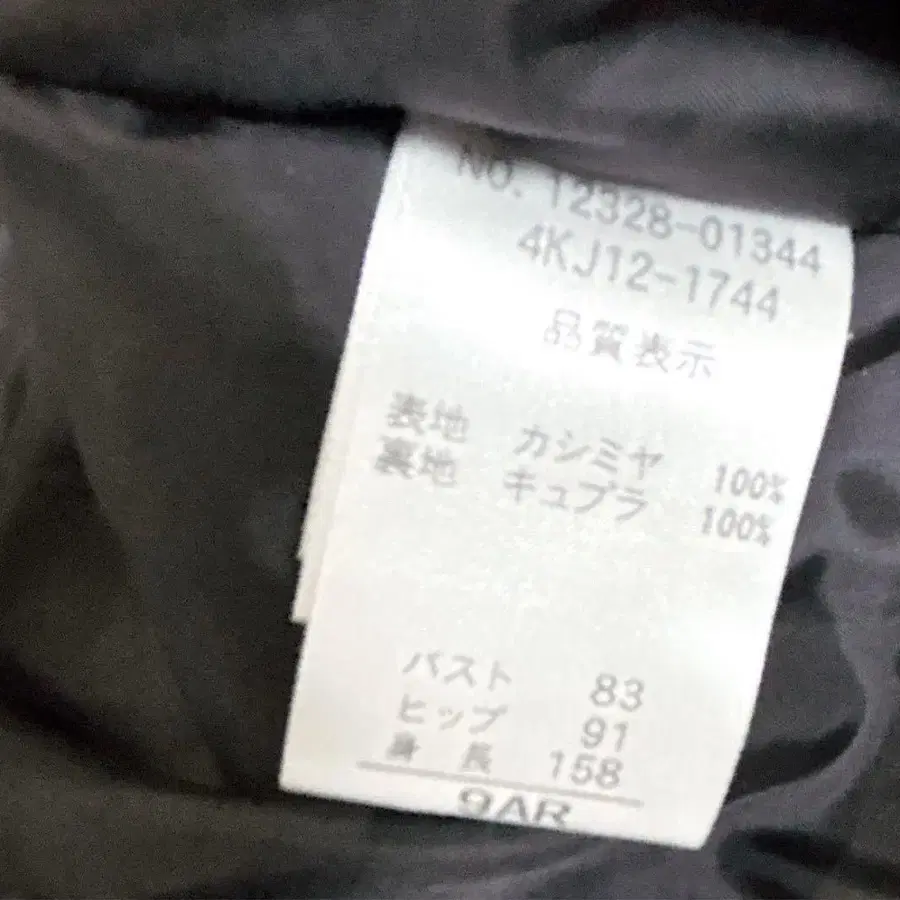 NO. 12328-01344
4KJ12-1744
品質表示
表地 カシミヤ 100%
裏地 キュプラ 100%
バスト 83
ヒップ 91
身長 158
9AR